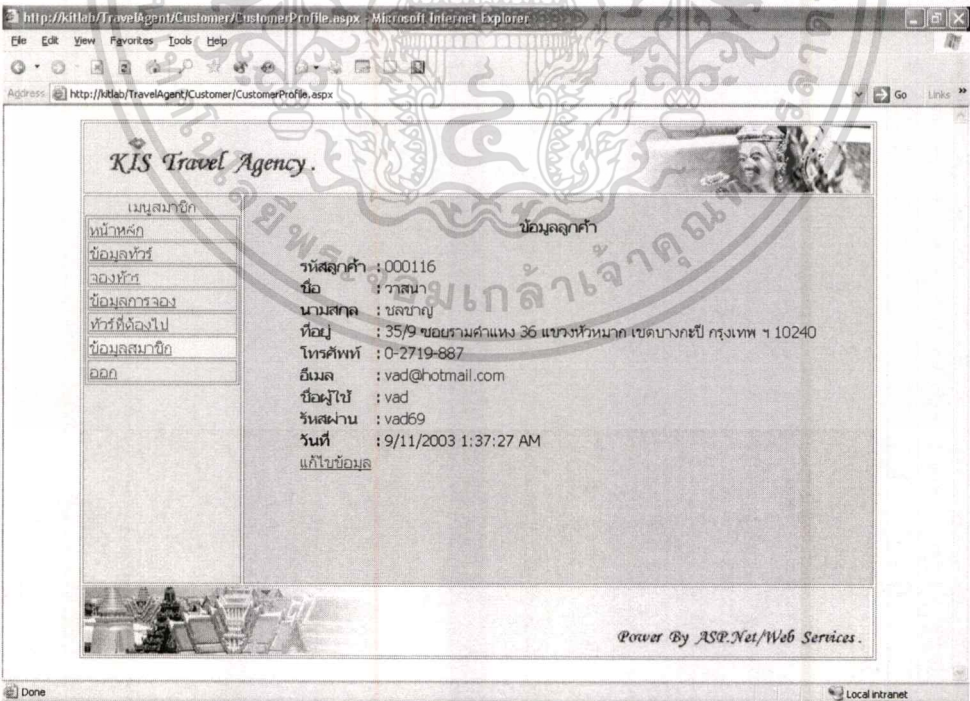 http://kitlab/TravelAgent/Customer/CustomerProfile.aspx - Microsoft Internet Explorer
File Edit View Favorites Tools Help
Address http://kitlab/TravelAgent/Customer/CustomerProfile.aspx Go Links »
KIS Travel Agency .
เมนูสมาชิก
หน้าหลัก
ข้อมูลทัวร์
จองทัวร์
ข้อมูลการจอง
ทัวร์ที่ต้องไป
ข้อมูลสมาชิก
ออก
ข้อมูลลูกค้า
รหัสลูกค้า : 000116
ชื่อ : วาสนา
นามสกุล : ชลชาญ
ที่อยู่ : 35/9 ซอยรามคำแหง 36 แขวงหัวหมาก เขตบางกะปิ กรุงเทพ ฯ 10240
โทรศัพท์ : 0-2719-887
อีเมล : vad@hotmail.com
ชื่อผู้ใช้ : vad
รหัสผ่าน : vad69
วันที่ : 9/11/2003 1:37:27 AM
แก้ไขข้อมูล
Power By ASP.Net/Web Services .
Done Local intranet